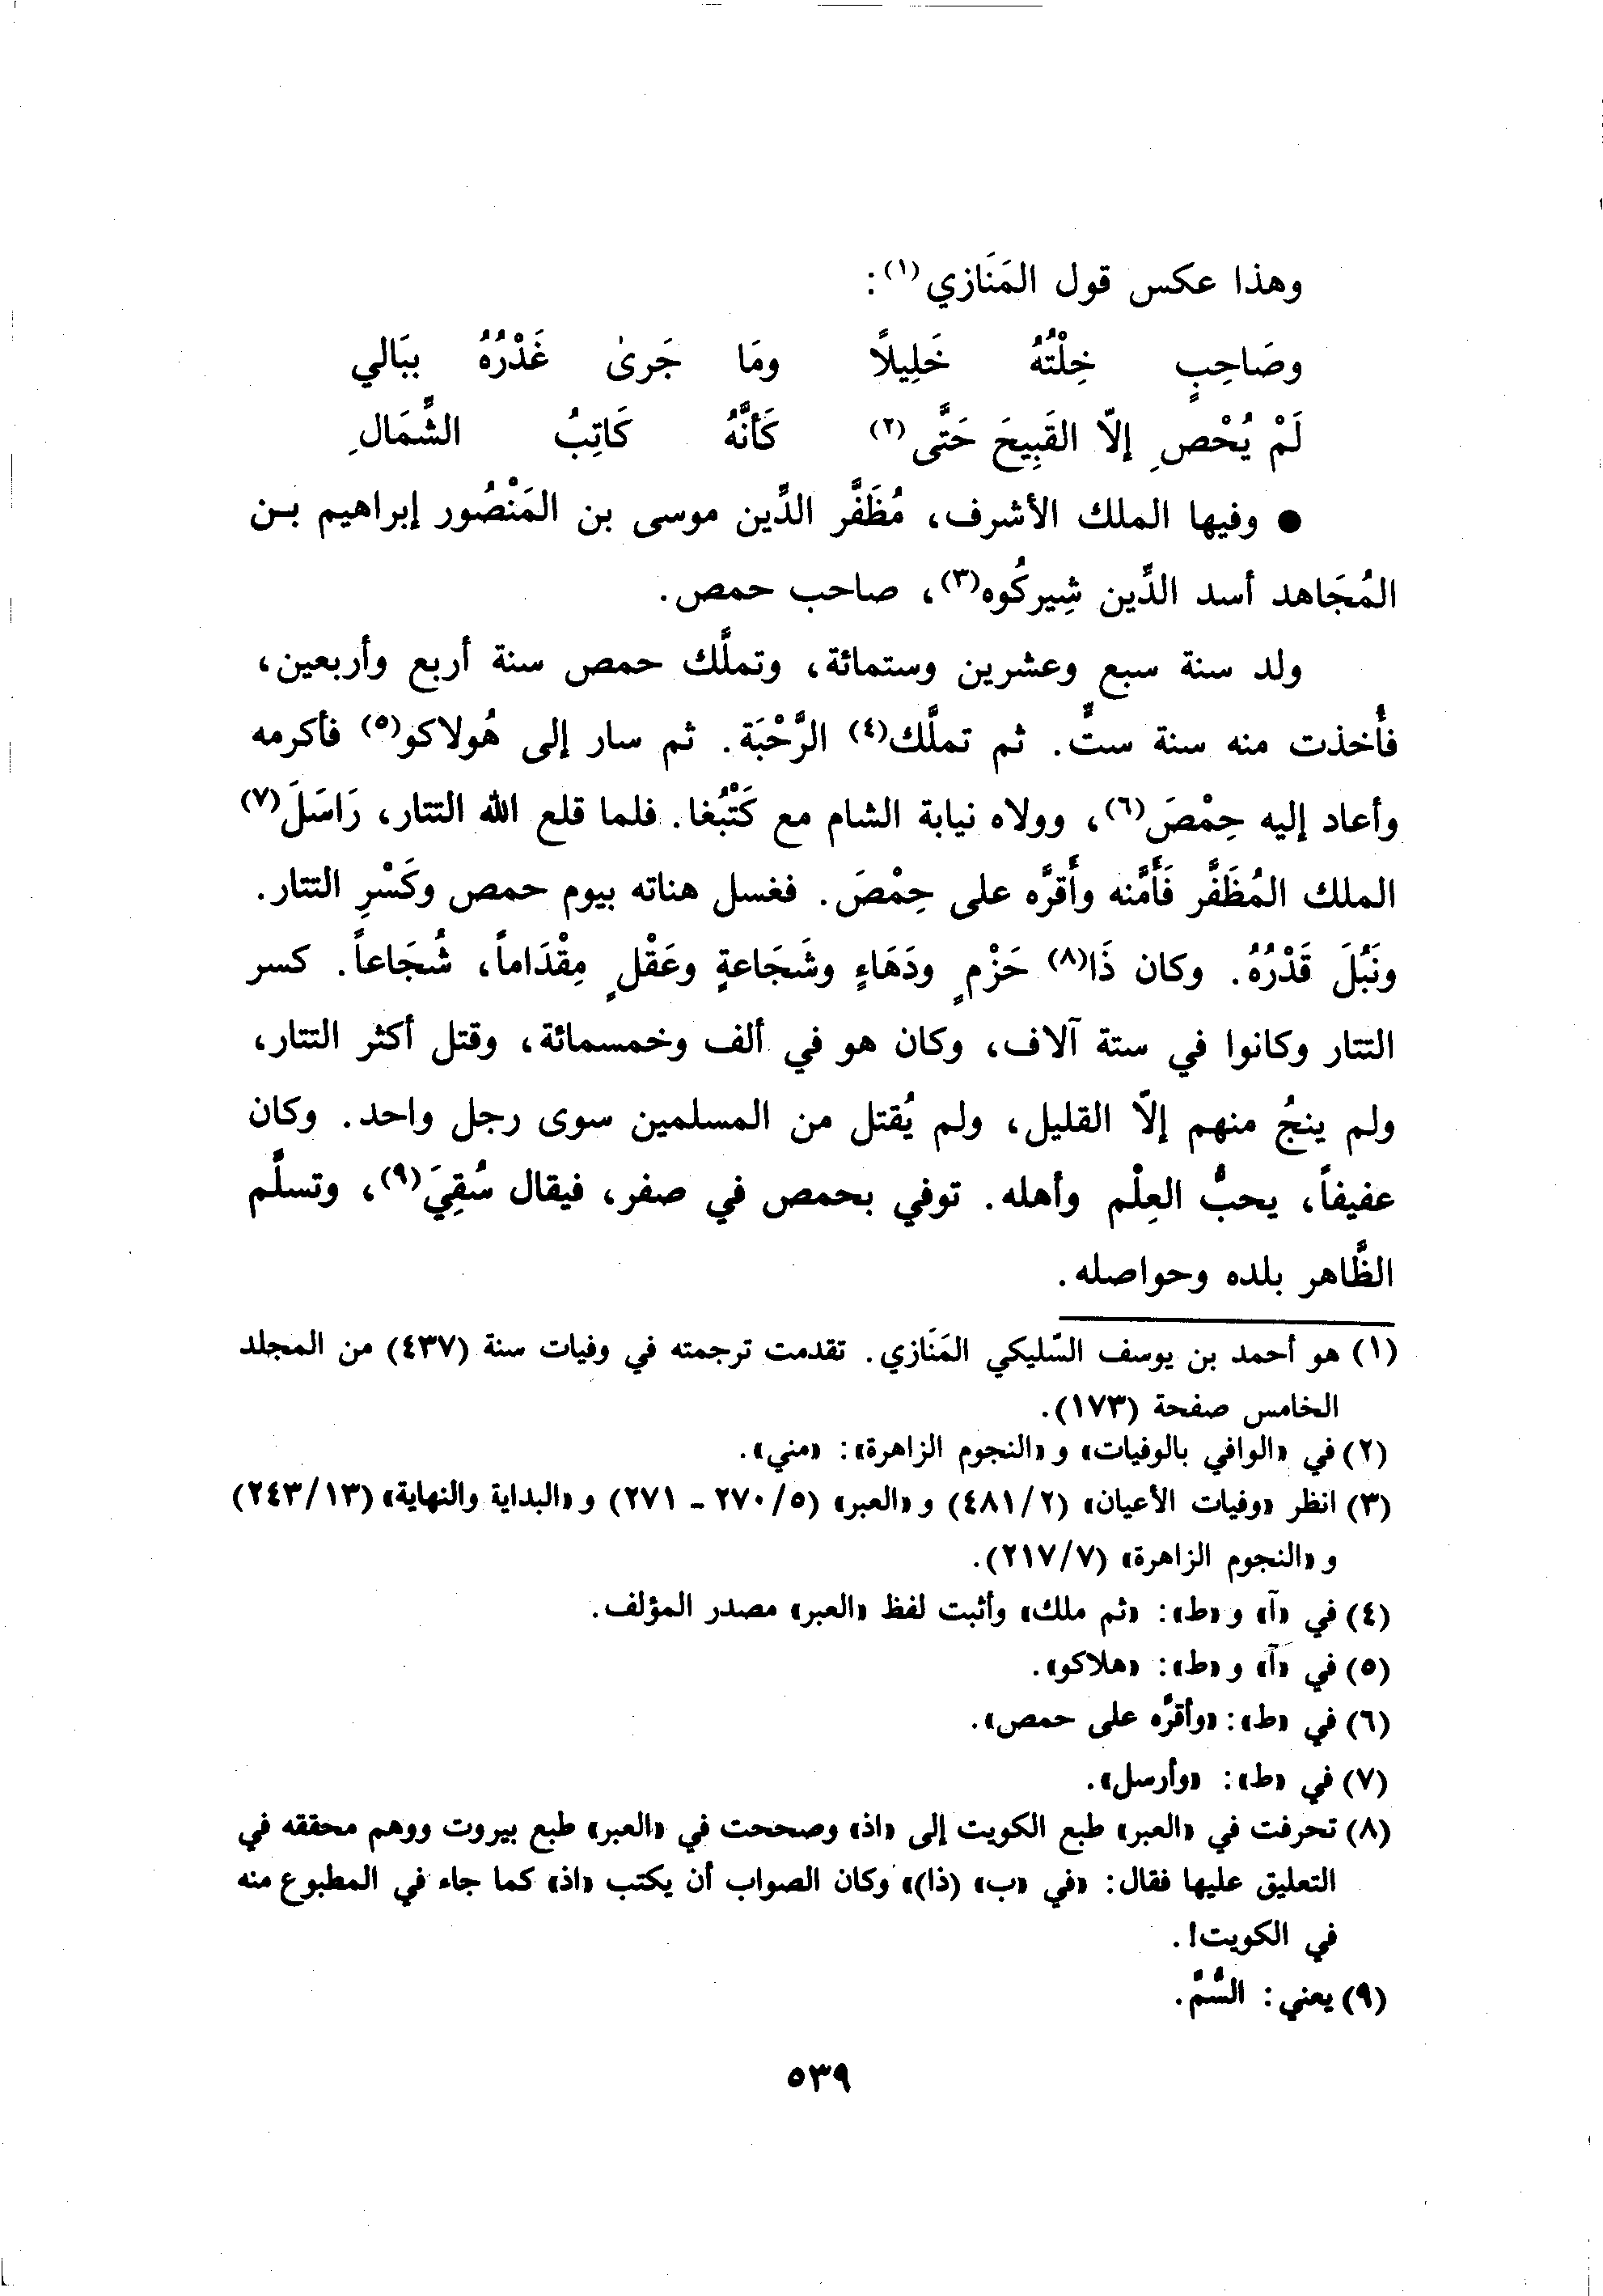 وهذا عكس قول المَنَازي(١):
وصَاحِبٍ خِلْتُهُ خَلِيلاً ومَا جَرىٰ غَدْرُهُ ببَالي
لَمْ يُحْصِ إلاّ القَبِيحَ حَتَّى(٢) كَأنَّهُ كَاتِبُ الشِّمَالِ
● وفيها الملك الأشرف، مُظَفَّر الدِّين موسى بن المَنْصُور إبراهيم بـن
المُجَاهد أسد الدِّين شِيركُوه(٣)، صاحب حمص.
ولد سنة سبع وعشرين وستمائة، وتملَّك حمص سنة أربع وأربعين،
فأُخذت منه سنة ستٍّ. ثم تملَّك(٤) الرَّحْبَة. ثم سار إلى هُولاكو(٥) فأكرمه
وأعاد إليه حِمْصَ(٦)، وولاه نيابة الشام مع كَتْبُغا. فلما قلع الله التتار، رَاسَلَ(٧)
الملك المُظَفَّر فَأَمَّنه وأَقرَّه على حِمْصَ. فغسل هناته بيوم حمص وكَسْرِ التتار.
ونَبُلَ قَدْرُهُ. وكان ذَا(٨) حَزْمٍ ودَهَاءٍ وشَجَاعةٍ وعَقْلٍ مِقْدَاماً، شُجَاعاً. كسر
التتار وكانوا في ستة آلاف، وكان هو في ألف وخمسمائة، وقتل أكثر التتار،
ولم ينجُ منهم إلاّ القليل، ولم يُقتل من المسلمين سوى رجل واحد. وكان
عفيفاً، يحبُّ العِلْم وأهله. توفي بحمص في صفر، فيقال سُقِيَ(٩)، وتسلَّم
الظَّاهر بلده وحواصله.
(١) هو أحمد بن يوسف السّليكي المَنَازي. تقدمت ترجمته في وفيات سنة (٤٣٧) من المجلد
الخامس صفحة (١٧٣).
(٢) في «الوافي بالوفيات» و«النجوم الزاهرة»: «مني».
(٣) انظر «وفيات الأعيان» (٤٨١/٢) و«العبر» (٢٧٠/٥ ـ ٢٧١) و«البداية والنهاية» (٢٤٣/١٣)
و«النجوم الزاهرة» (٢١٧/٧).
(٤) في «آ» و«ط»: «ثم ملك» وأثبت لفظ «العبر» مصدر المؤلف.
(٥) في «آ» و«ط»: «هلاكو».
(٦) في «ط»: «وأقرَّه على حمص».
(٧) في «ط»: «وأرسل».
(٨) تحرفت في «العبر» طبع الكويت إلى «اذ» وصححت في «العبر» طبع بيروت ووهم محققه في
التعليق عليها فقال: «في «ب» (ذا)» وكان الصواب أن يكتب «اذ» كما جاء في المطبوع منه
في الكويت!.
(٩) يعني: السُّمَّ.
٥٣٩